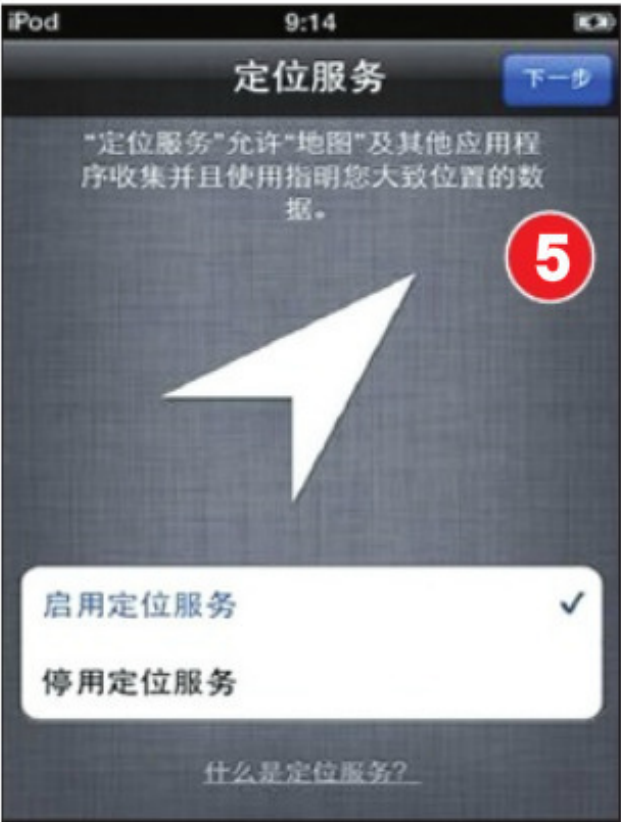 iPod 9:14
定位服务 下一步
“定位服务”允许“地图”及其他应用程
序收集并且使用指明您大致位置的数
据。
5
启用定位服务
停用定位服务
什么是定位服务？